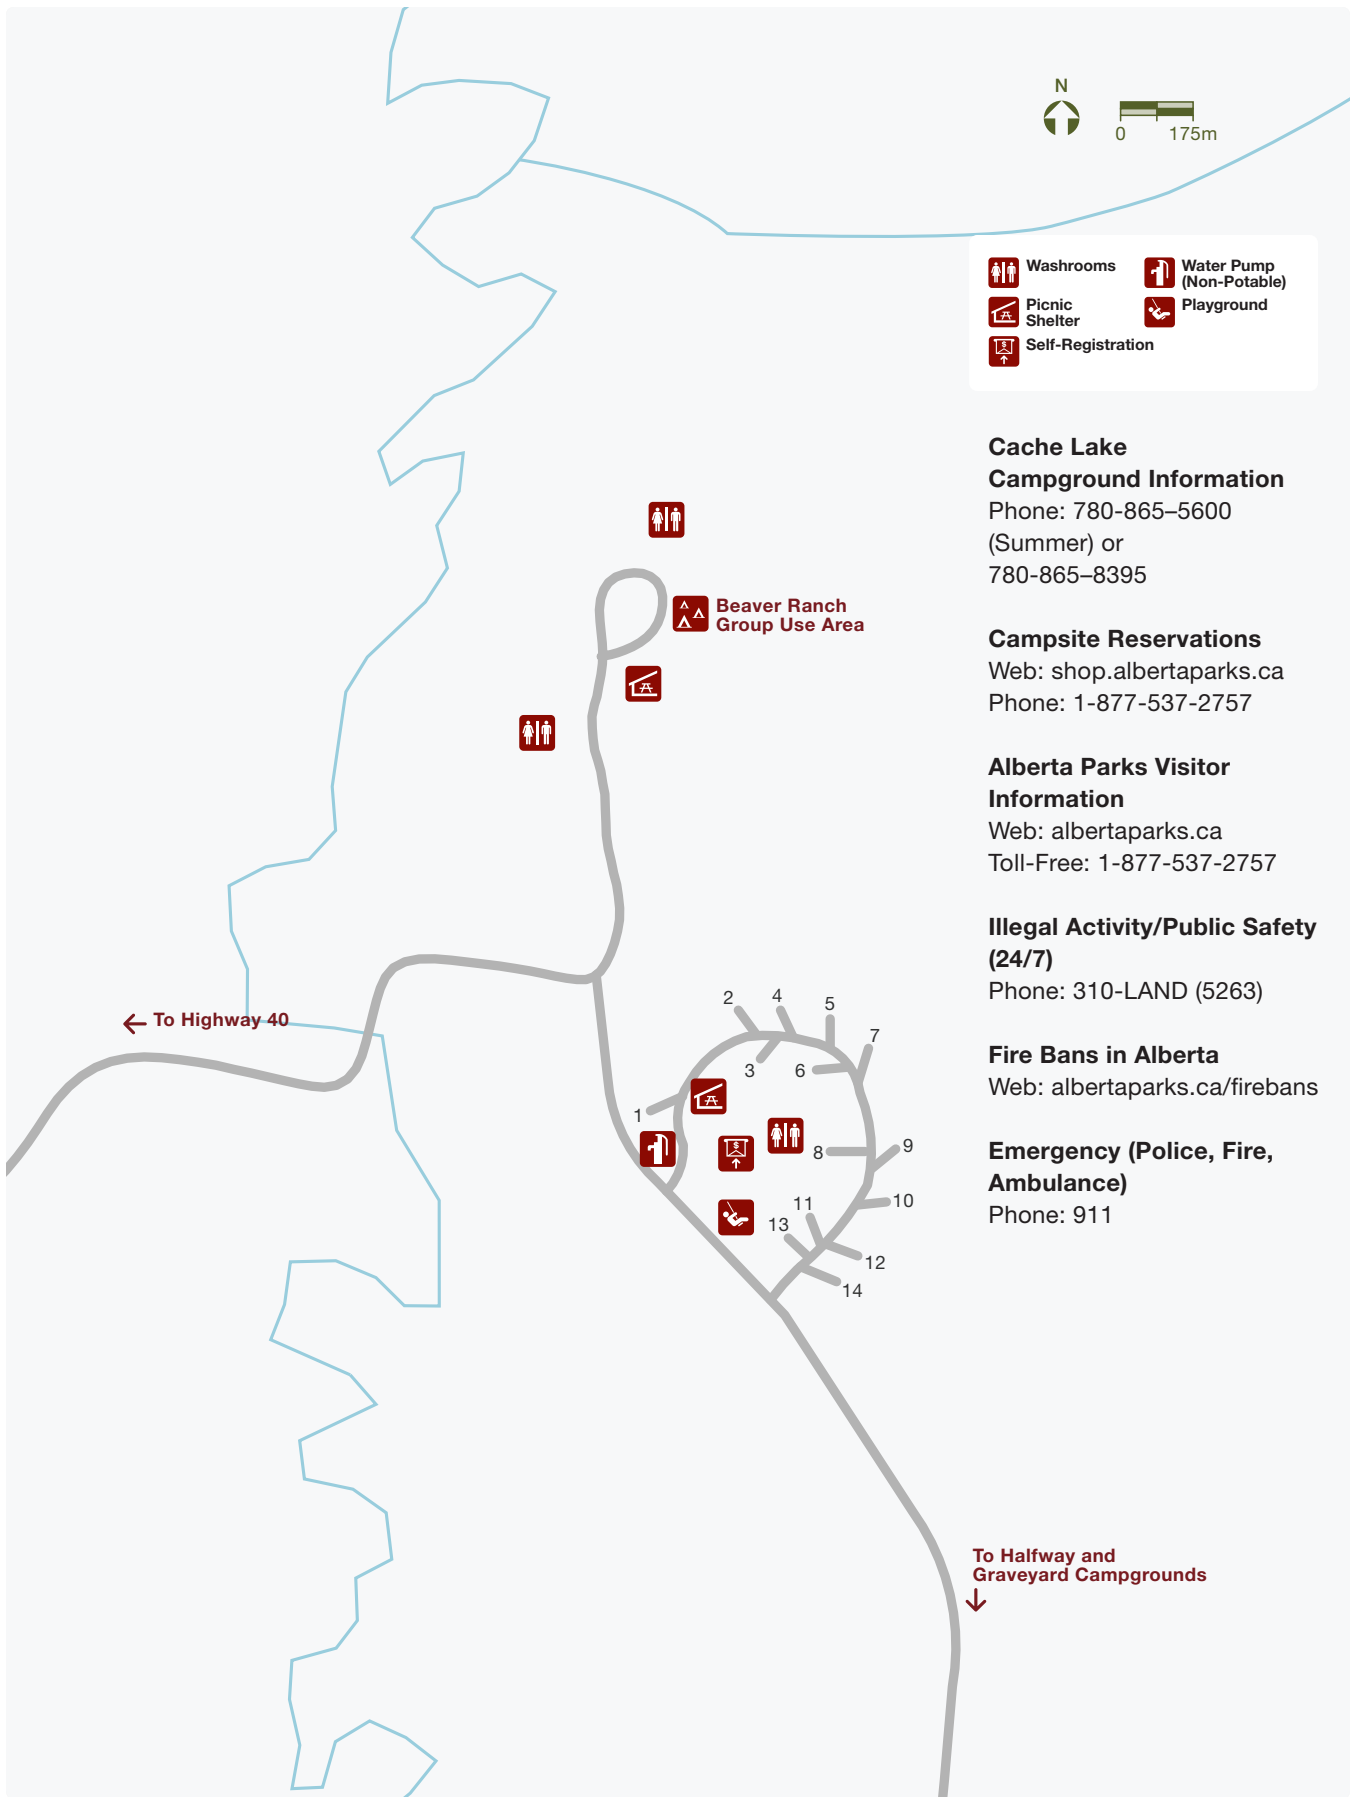 N
0 175m
Washrooms
Water Pump
(Non-Potable)
Picnic
Shelter
Playground
Self-Registration
Cache Lake
Campground Information
Phone: 780-865–5600
(Summer) or
780-865–8395
Campsite Reservations
Web: shop.albertaparks.ca
Phone: 1-877-537-2757
Alberta Parks Visitor
Information
Web: albertaparks.ca
Toll-Free: 1-877-537-2757
Illegal Activity/Public Safety
(24/7)
Phone: 310-LAND (5263)
Fire Bans in Alberta
Web: albertaparks.ca/firebans
Emergency (Police, Fire,
Ambulance)
Phone: 911
Beaver Ranch
Group Use Area
To Highway 40
1
2
3
4
5
6
7
8
9
10
11
12
13
14
To Halfway and
Graveyard Campgrounds